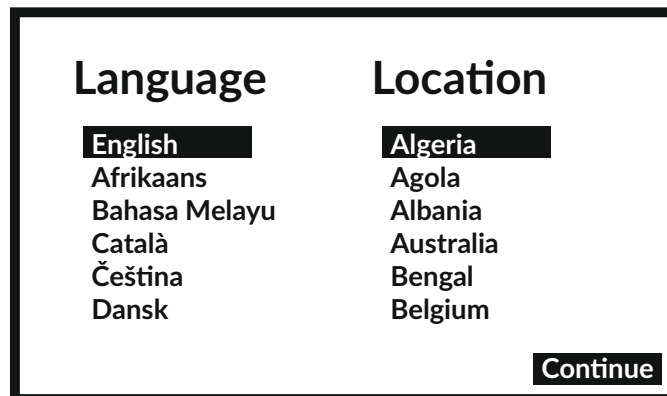 Language
English
Afrikaans
Bahasa Melayu
Català
Čeština
Dansk
Location
Algeria
Agola
Albania
Australia
Bengal
Belgium
Continue